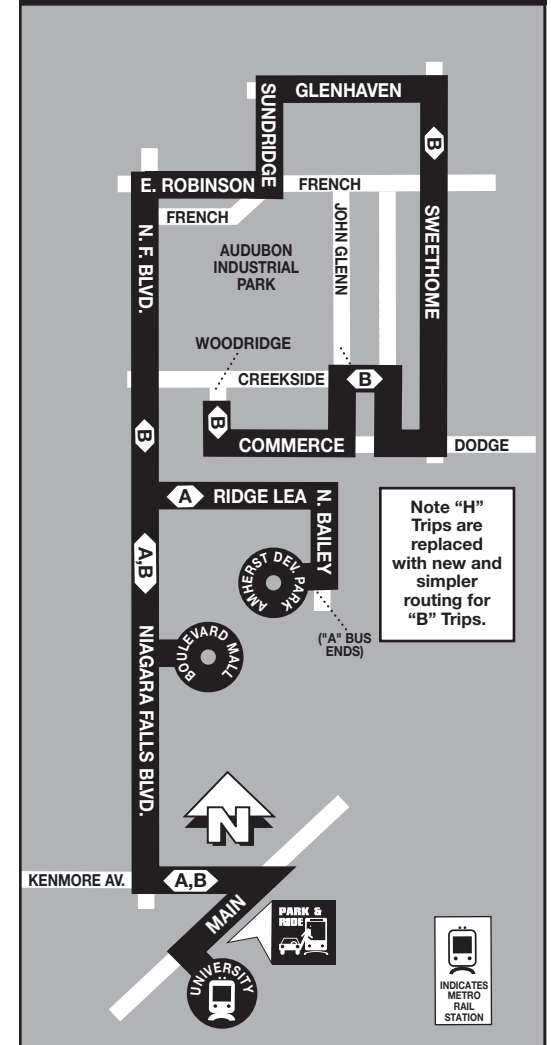 GLENHAVEN
SUNDRIDGE
B
E. ROBINSON
FRENCH
FRENCH
JOHN GLENN
SWEETHOME
N. F. BLVD.
AUDUBON
INDUSTRIAL
PARK
WOODRIDGE
CREEKSIDE
B
B
B
COMMERCE
DODGE
A
RIDGE LEA
N. BAILEY
Note “H”
Trips are
replaced
with new and
simpler
routing for
“B” Trips.
A,B
AMHERST DEV. PARK
("A" BUS
ENDS)
BOULEVARD MALL
NIAGARA FALLS BLVD.
N
KENMORE AV.
A,B
MAIN
PARK &
RIDE
UNIVERSITY
INDICATES
METRO
RAIL
STATION